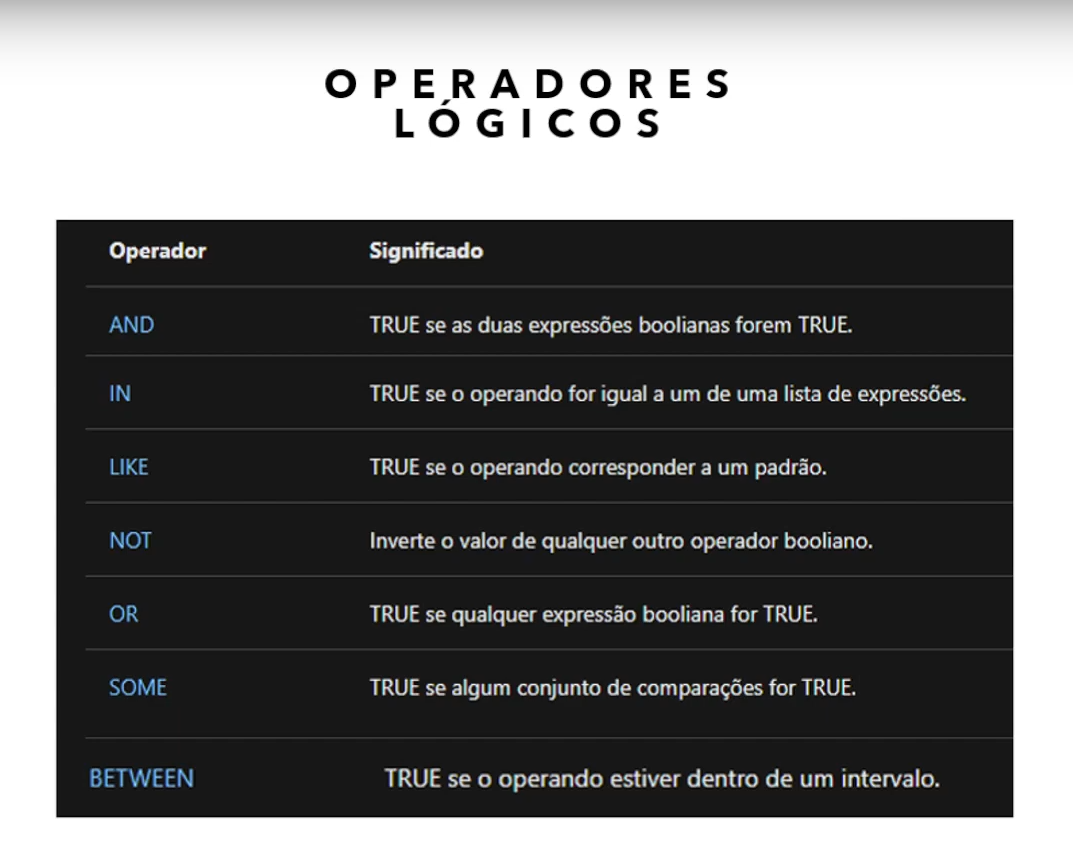 OPERADORES
LÓGICOS
Operador Significado
AND TRUE se as duas expressões boolianas forem TRUE.
IN TRUE se o operando for igual a um de uma lista de expressões.
LIKE TRUE se o operando corresponder a um padrão.
NOT Inverte o valor de qualquer outro operador booliano.
OR TRUE se qualquer expressão booliana for TRUE.
SOME TRUE se algum conjunto de comparações for TRUE.
BETWEEN TRUE se o operando estiver dentro de um intervalo.